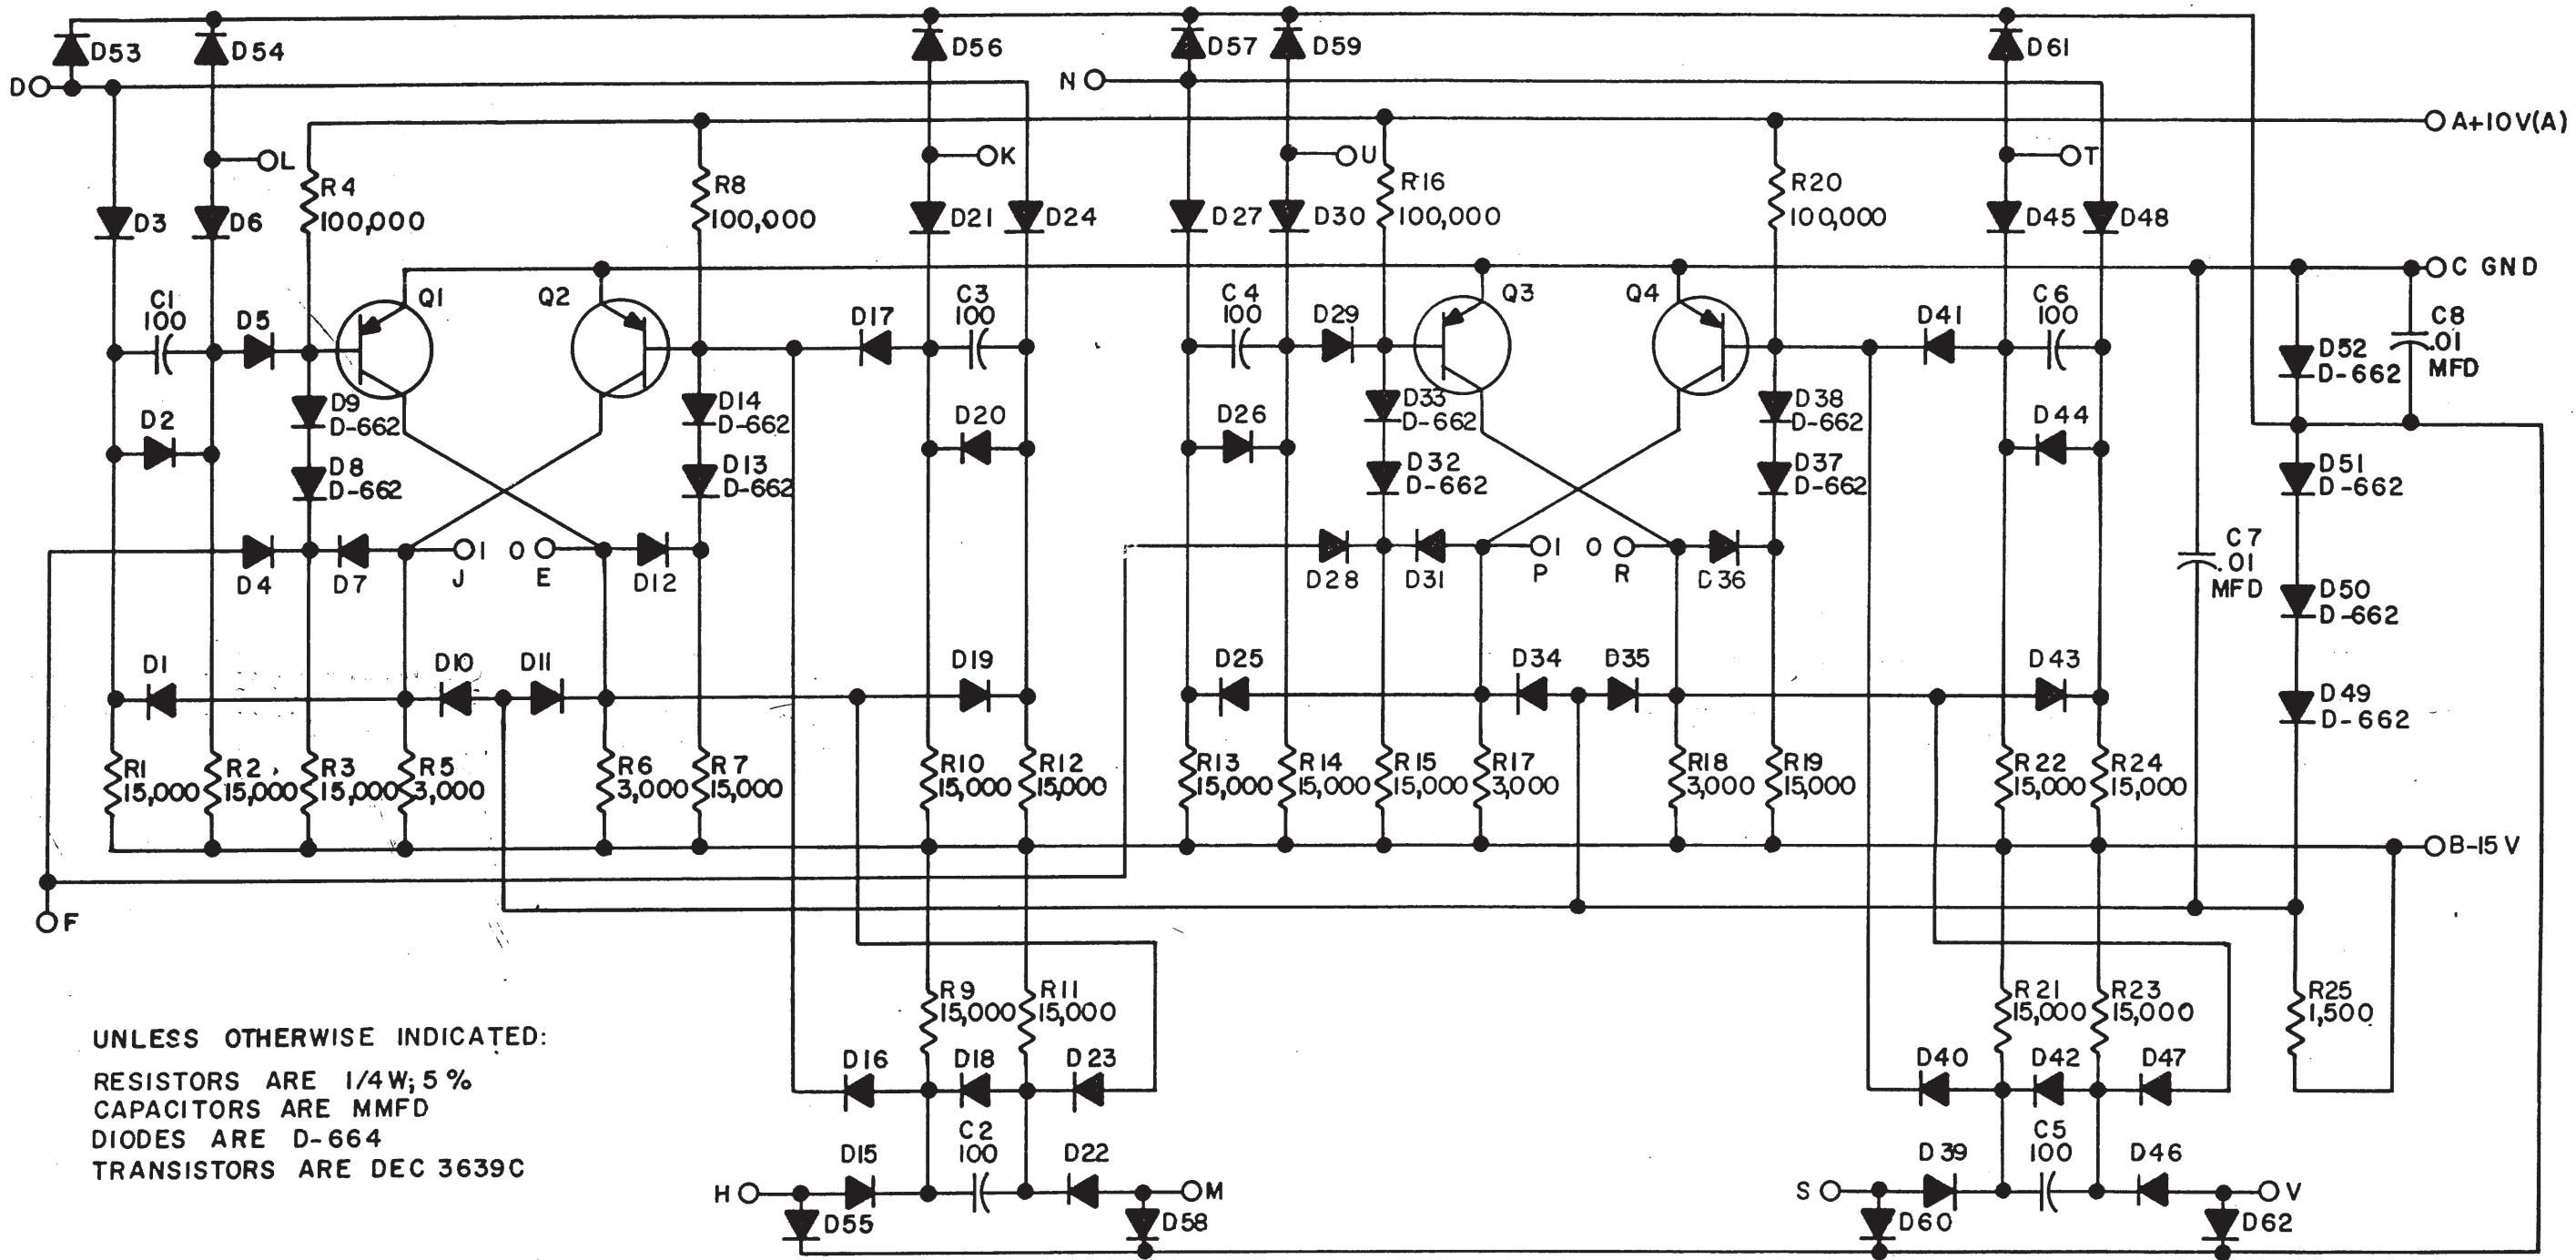 D53
D54
D56
D57
D59
D61
D
N
A+10V(A)
L
K
U
T
R4
100,000
R8
100,000
R16
100,000
R20
100,000
D3
D6
D21
D24
D27
D30
D45
D48
C GND
C1
100
D5
Q1
Q2
D17
C3
100
C4
100
D29
Q3
Q4
D41
C6
100
C8
.01
MFD
D52
D-662
D2
D9
D-662
D14
D-662
D20
D26
D33
D-662
D38
D-662
D44
D8
D-662
D13
D-662
D32
D-662
D37
D-662
D51
D-662
D4
D7
1
J
0
E
D12
D28
D31
1
P
0
R
D36
C7
.01
MFD
D50
D-662
D1
D10
D11
D19
D25
D34
D35
D43
D49
D-662
R1
15,000
R2
15,000
R3
15,000
R5
3,000
R6
3,000
R7
15,000
R10
15,000
R12
15,000
R13
15,000
R14
15,000
R15
15,000
R17
3,000
R18
3,000
R19
15,000
R22
15,000
R24
15,000
B-15V
F
R9
15,000
R11
15,000
R21
15,000
R23
15,000
R25
1,500
UNLESS OTHERWISE INDICATED:
RESISTORS ARE 1/4W; 5%
CAPACITORS ARE MMFD
DIODES ARE D-664
TRANSISTORS ARE DEC 3639C
D16
D18
D23
D40
D42
D47
D15
C2
100
D22
D39
C5
100
D46
H
M
S
V
D55
D58
D60
D62